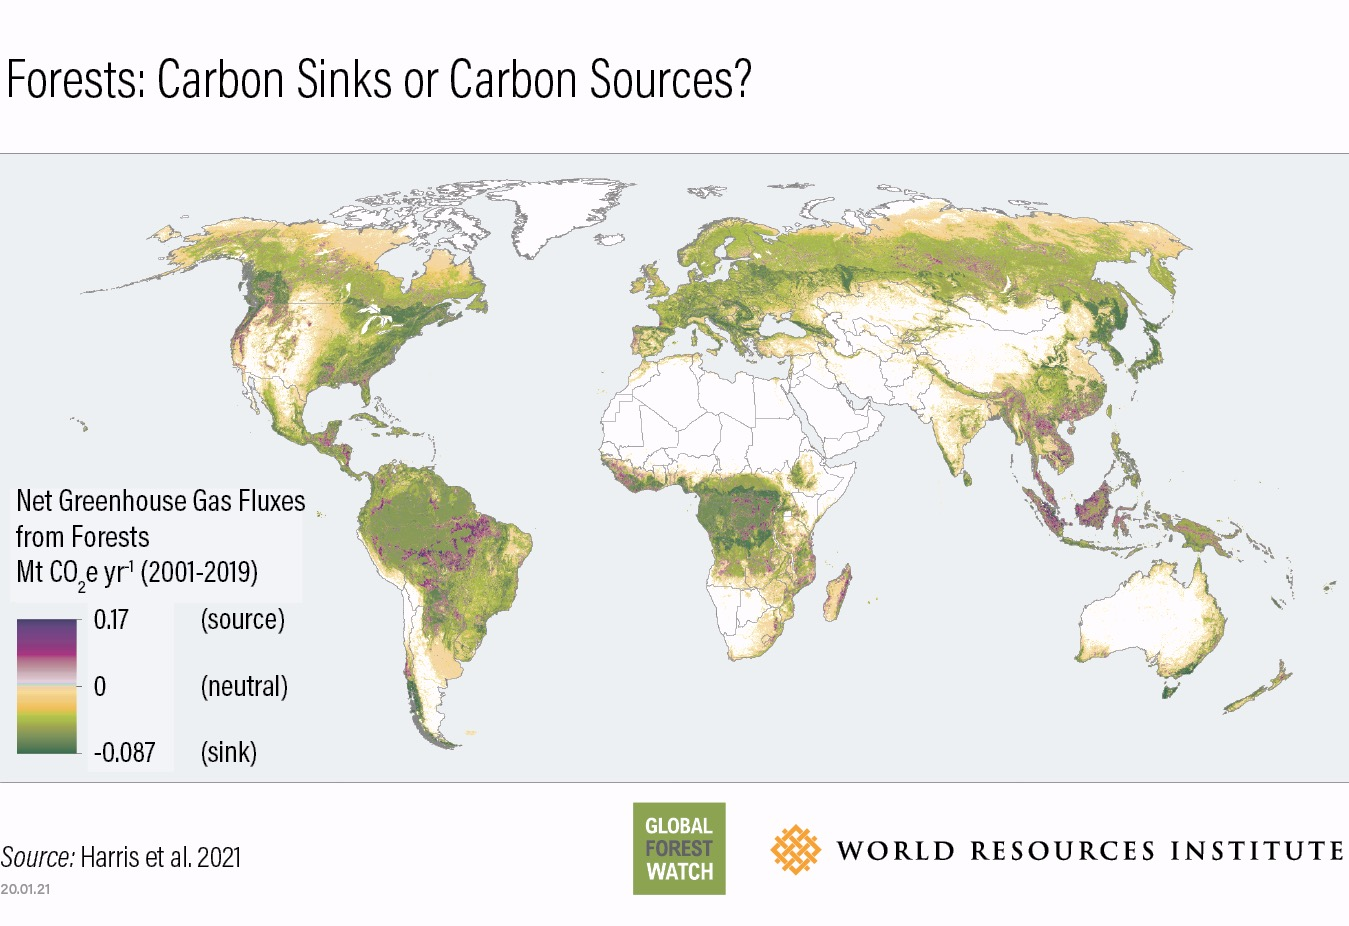 Forests: Carbon Sinks or Carbon Sources?
Net Greenhouse Gas Fluxes
from Forests
Mt CO₂e yr⁻¹ (2001-2019)
0.17 (source)
0 (neutral)
-0.087 (sink)
Source: Harris et al. 2021
20.01.21
GLOBAL
FOREST
WATCH
WORLD RESOURCES INSTITUTE